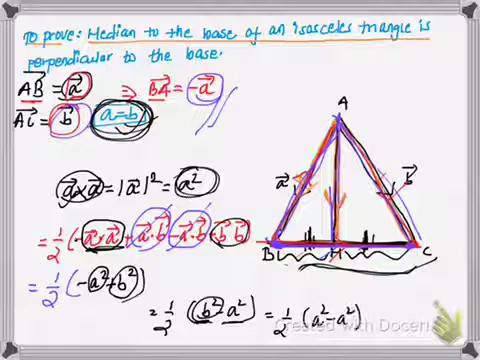 To prove: Median to the base of an isosceles triangle is
perpendicular to the base.
AB⃗ = a⃗ ⇒ BA⃗ = -a⃗
AC⃗ = b⃗ a=b
A
a⃗ · a⃗ = |a⃗|² = a²
a⃗ b⃗
= 1/2 (-a⃗·a⃗ + a⃗·b⃗ - a⃗·b⃗ + b⃗·b⃗)
B M C
= 1/2 (-a² + b²)
= 1/2 (b² - a²) = 1/2 (a² - a²)
Created with Doceri